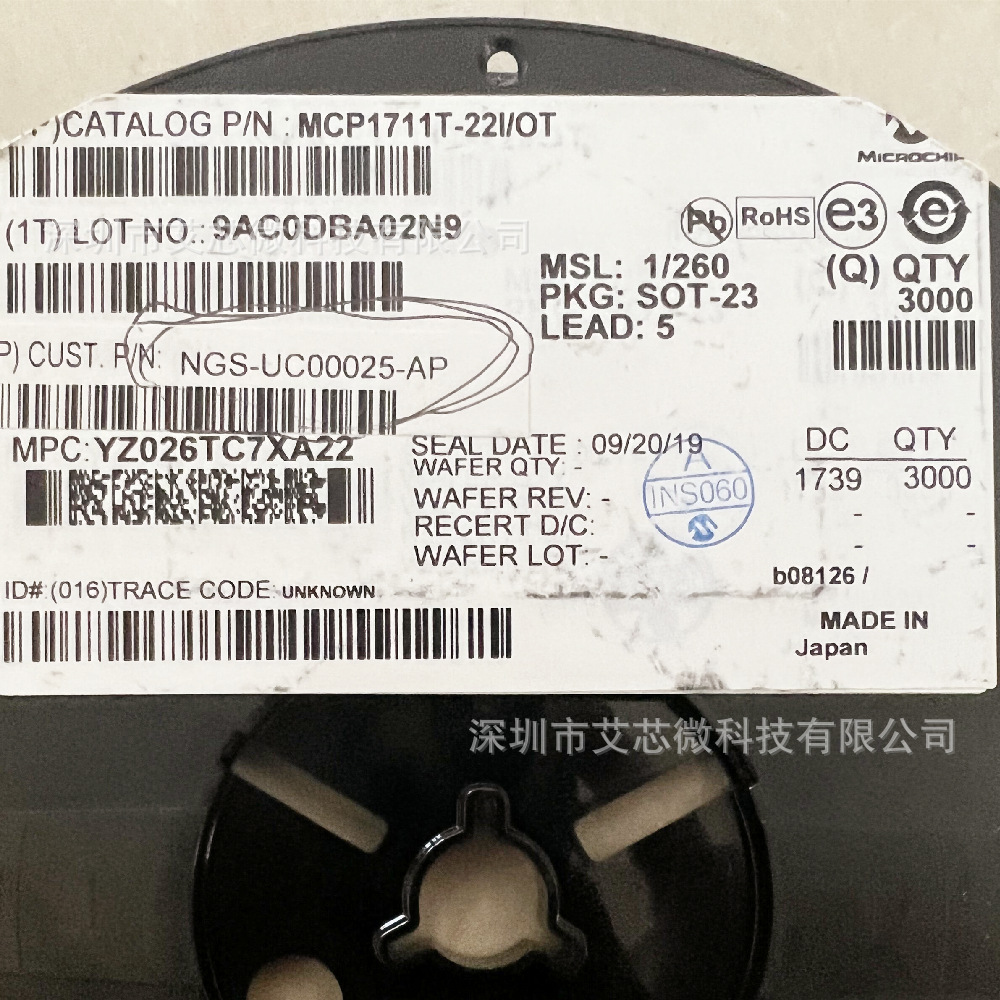 P)CATALOG P/N : MCP1711T-22I/OT
MICROCHI
(1T) LOT NO.: 9AC0DBA02N9
深圳市艾芯微科技有限公司
Pb
RoHS
e3
e
MSL: 1/260
PKG: SOT-23
LEAD: 5
(Q) QTY
3000
P) CUST. P/N: NGS-UC00025-AP
MPC: YZ026TC7XA22
SEAL DATE : 09/20/19
WAFER QTY: -
WAFER REV: -
RECERT D/C:
WAFER LOT: -
A
INS060
DC QTY
1739 3000
- -
- -
b08126 /
ID#:(016)TRACE CODE: UNKNOWN
MADE IN
Japan
深圳市艾芯微科技有限公司